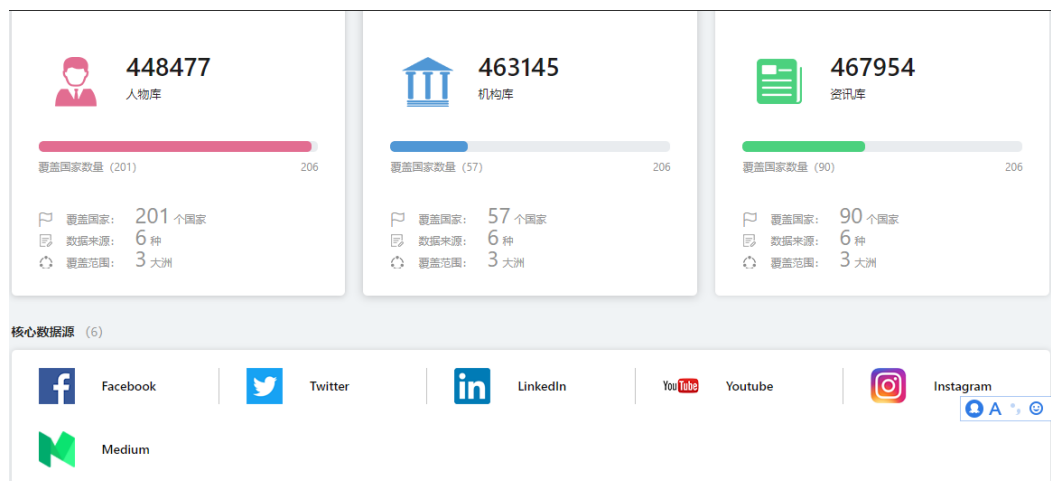 448477
人物库
覆盖国家数量 (201) 206
覆盖国家: 201 个国家
数据来源: 6 种
覆盖范围: 3 大洲
463145
机构库
覆盖国家数量 (57) 206
覆盖国家: 57 个国家
数据来源: 6 种
覆盖范围: 3 大洲
467954
资讯库
覆盖国家数量 (90) 206
覆盖国家: 90 个国家
数据来源: 6 种
覆盖范围: 3 大洲
核心数据源 (6)
f Facebook
Twitter
in LinkedIn
You Tube Youtube
Instagram
A
Medium